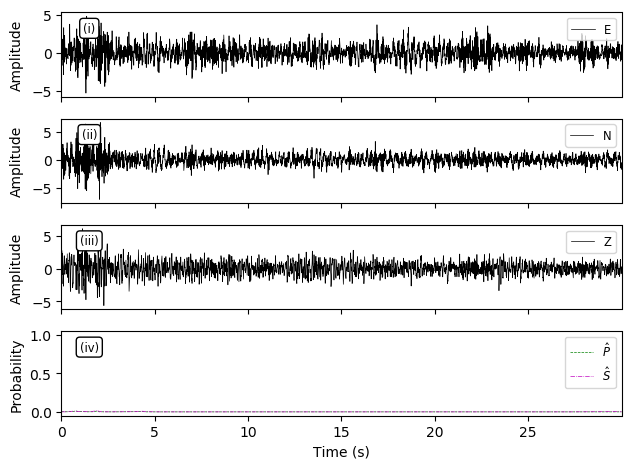 5
0
−5
Amplitude
(i)
E
5
0
−5
Amplitude
(ii)
N
5
0
−5
Amplitude
(iii)
Z
1.0
0.5
0.0
Probability
(iv)
P̂
Ŝ
0 5 10 15 20 25
Time (s)